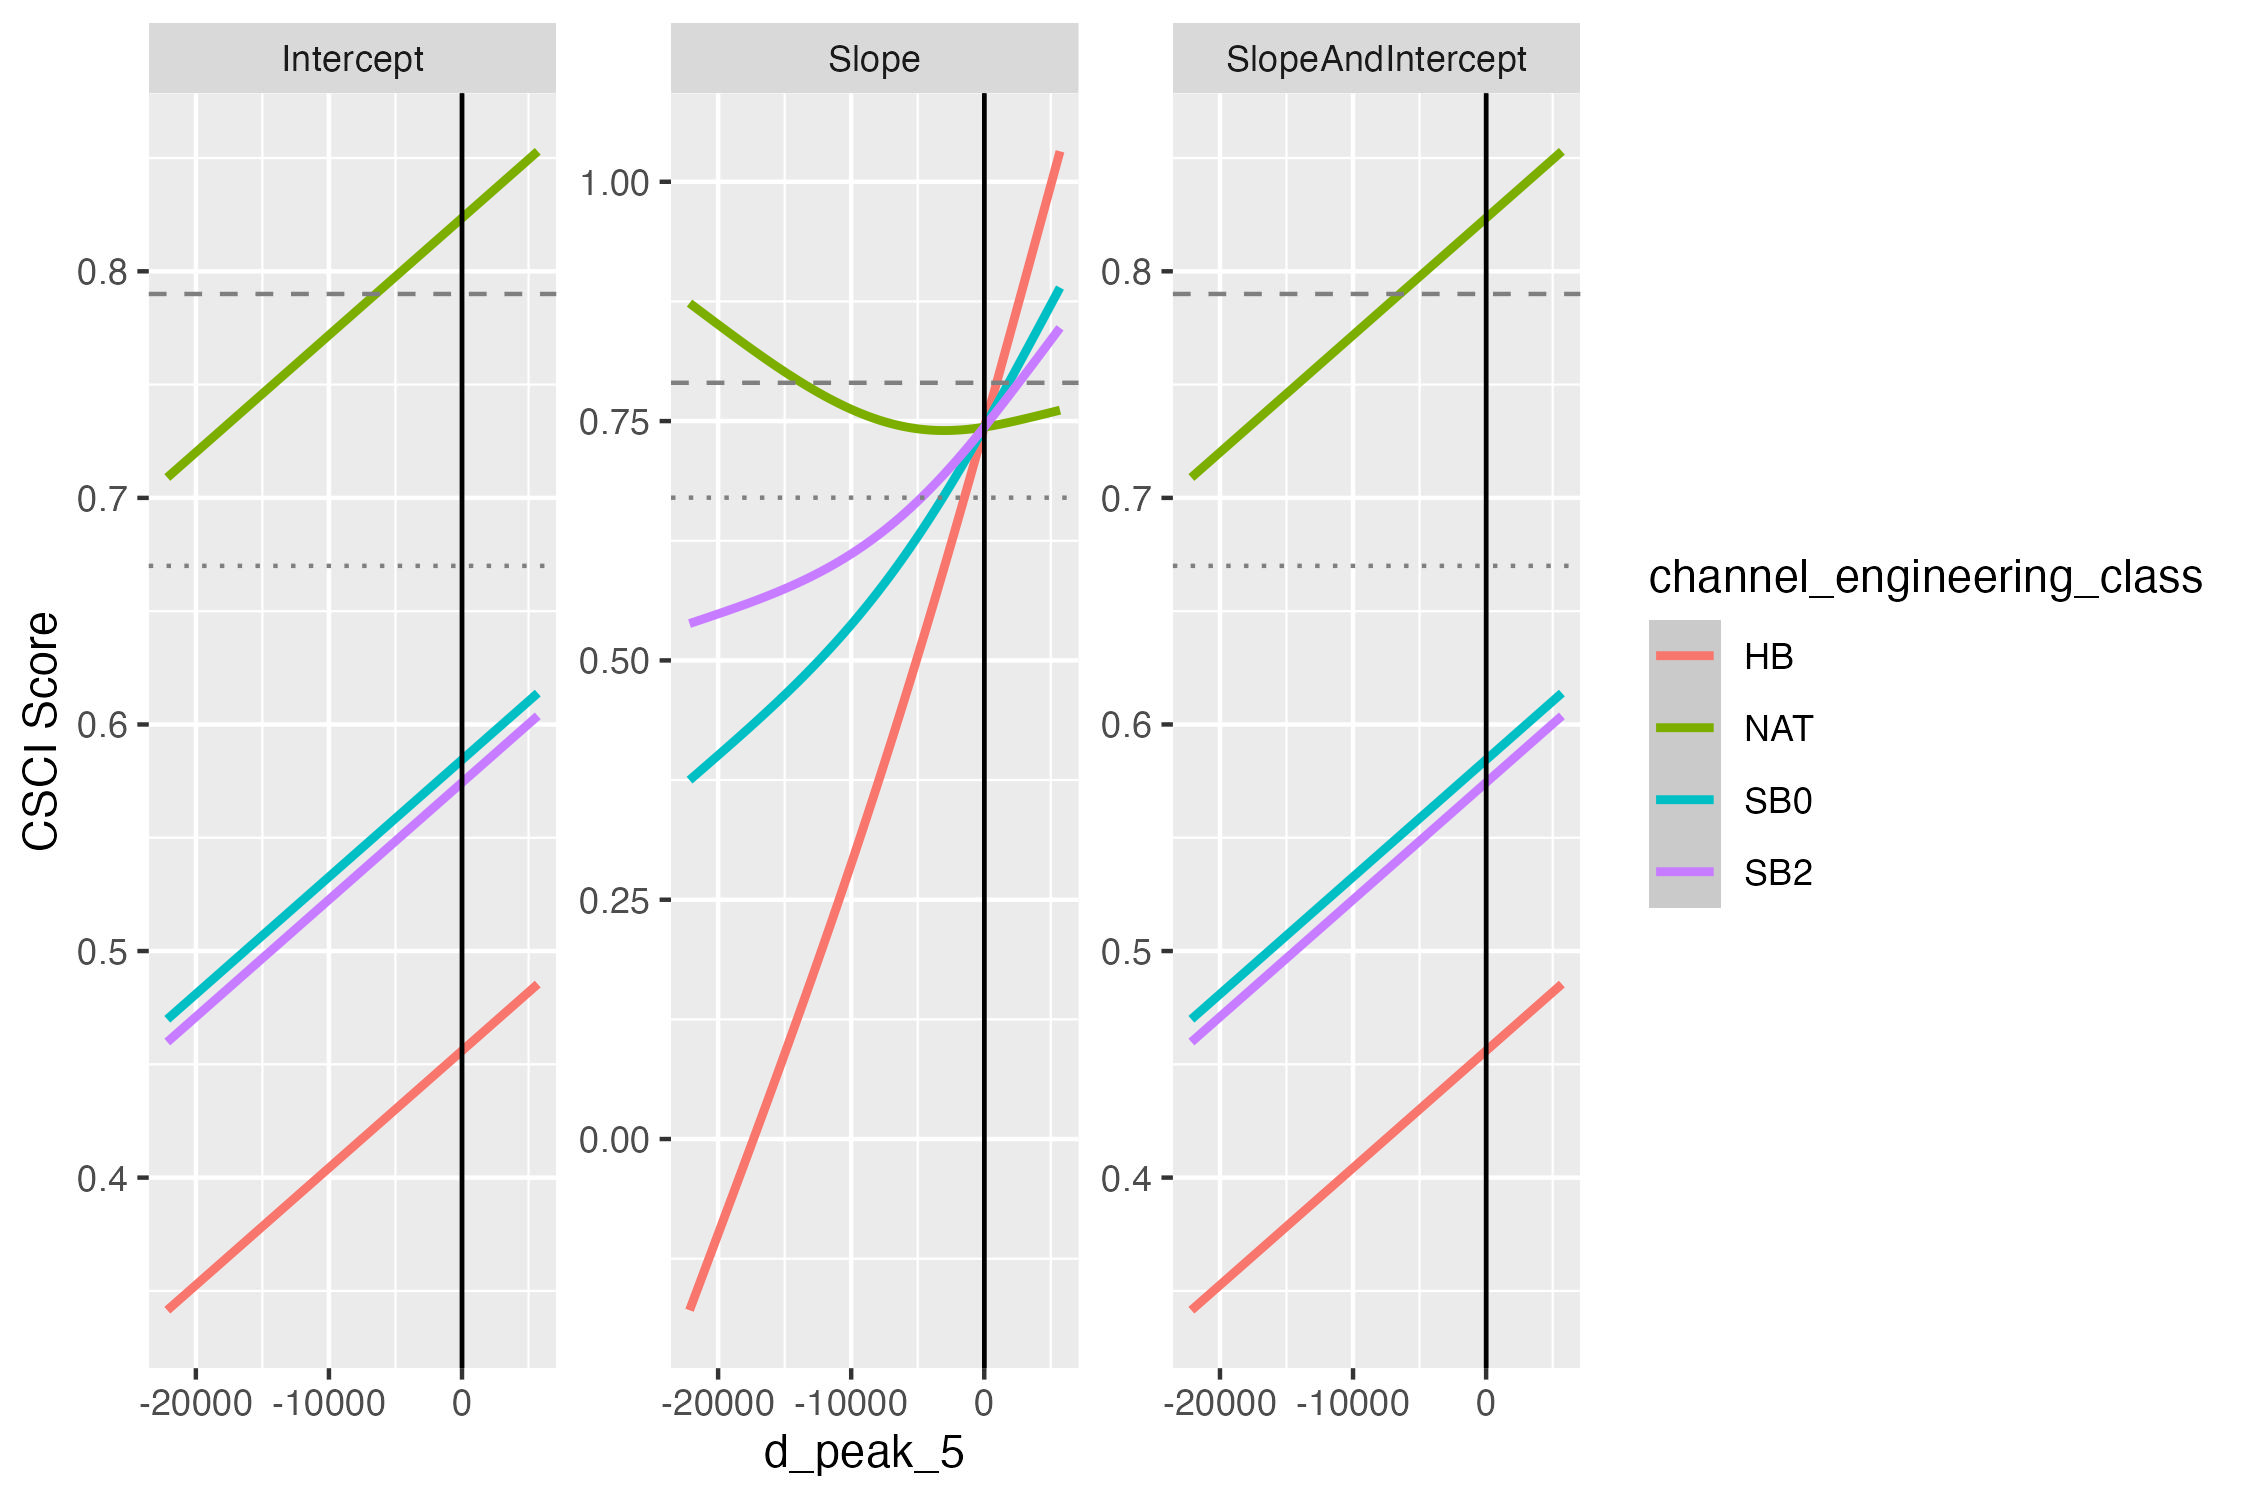 Intercept
Slope
SlopeAndIntercept
CSCI Score
0.8
0.7
0.6
0.5
0.4
1.00
0.75
0.50
0.25
0.00
0.8
0.7
0.6
0.5
0.4
-20000 -10000 0
-20000 -10000 0
-20000 -10000 0
d_peak_5
channel_engineering_class
HB
NAT
SB0
SB2